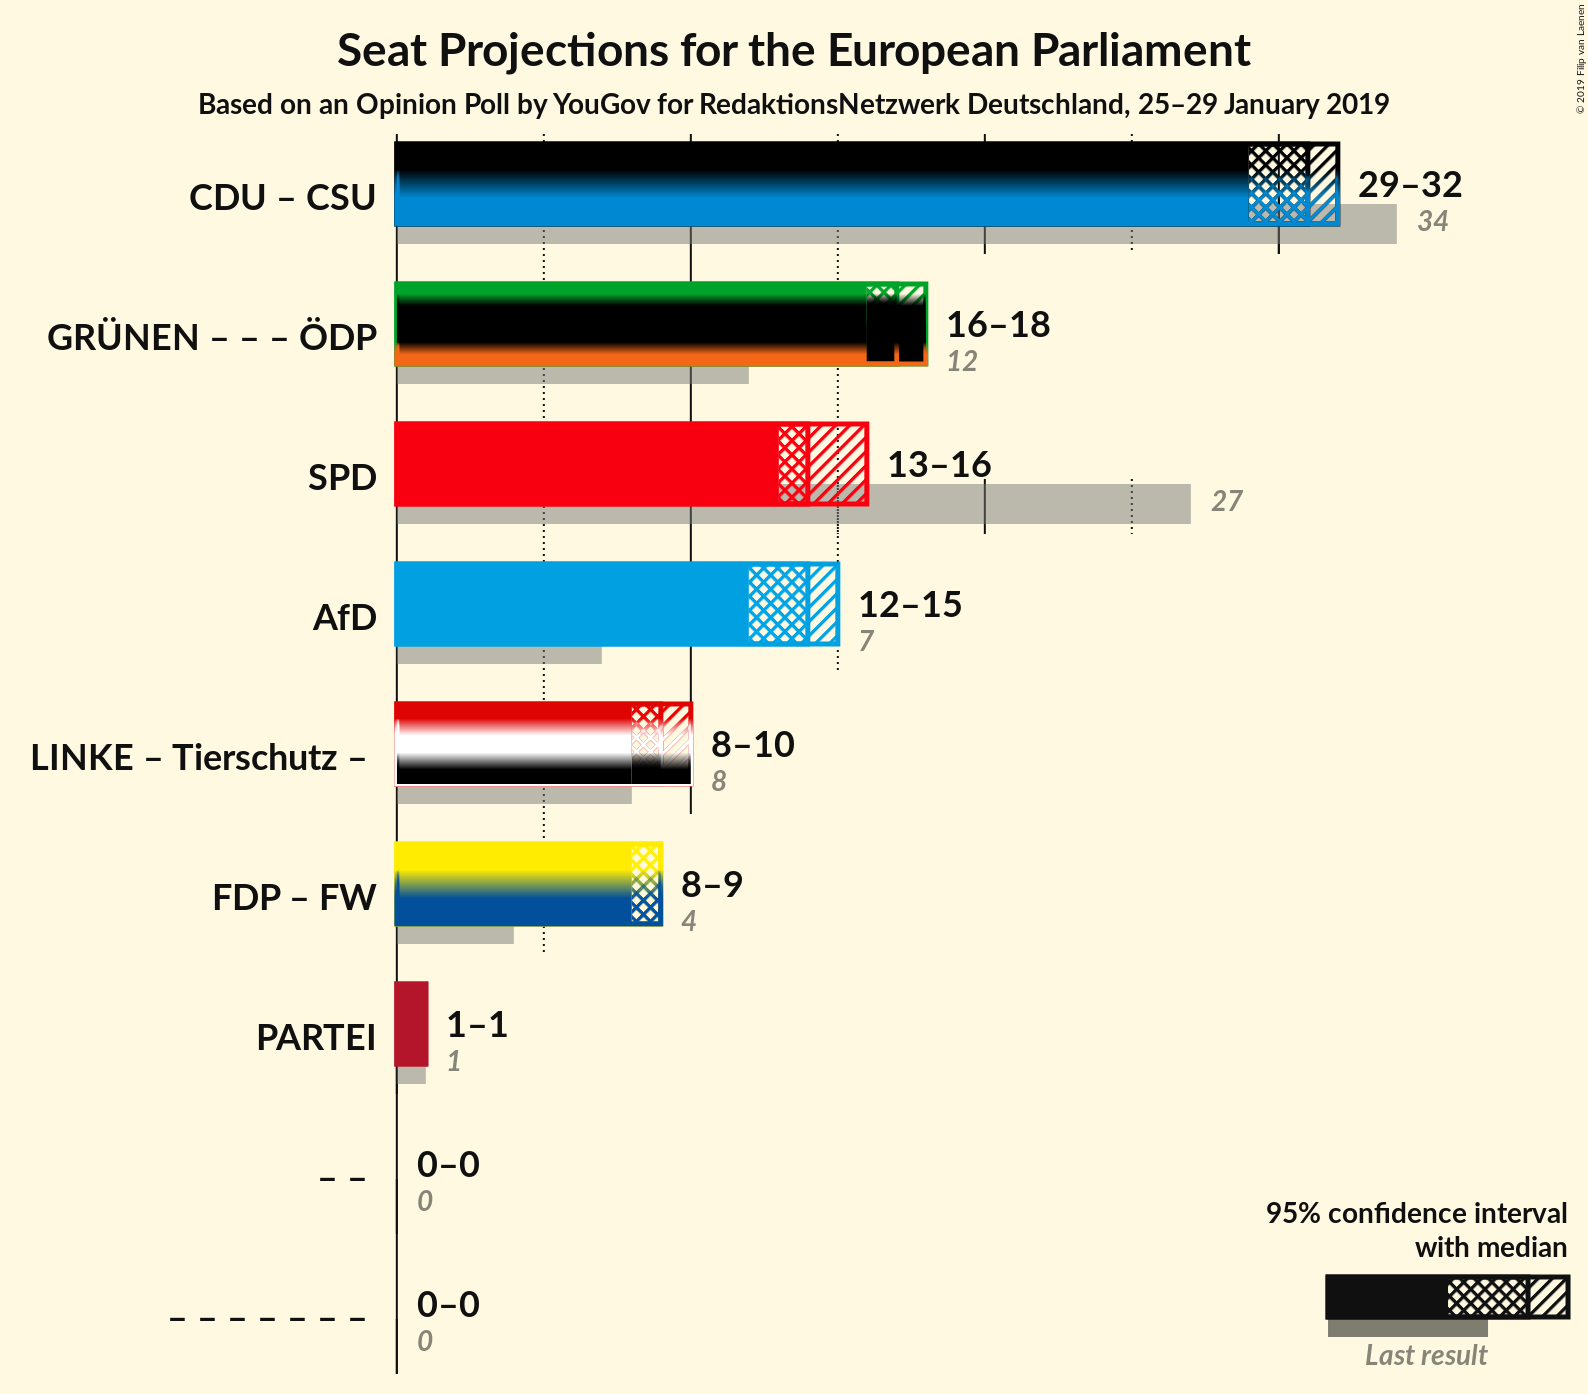 Seat Projections for the European Parliament
Based on an Opinion Poll by YouGov for RedaktionsNetzwerk Deutschland, 25–29 January 2019
© 2019 Filip van Laenen
CDU – CSU
29–32
34
GRÜNEN – – – ÖDP
16–18
12
SPD
13–16
27
AfD
12–15
7
LINKE – Tierschutz –
8–10
8
FDP – FW
8–9
4
PARTEI
1–1
1
– –
0–0
0
– – – – – – –
0–0
0
95% confidence interval
with median
Last result